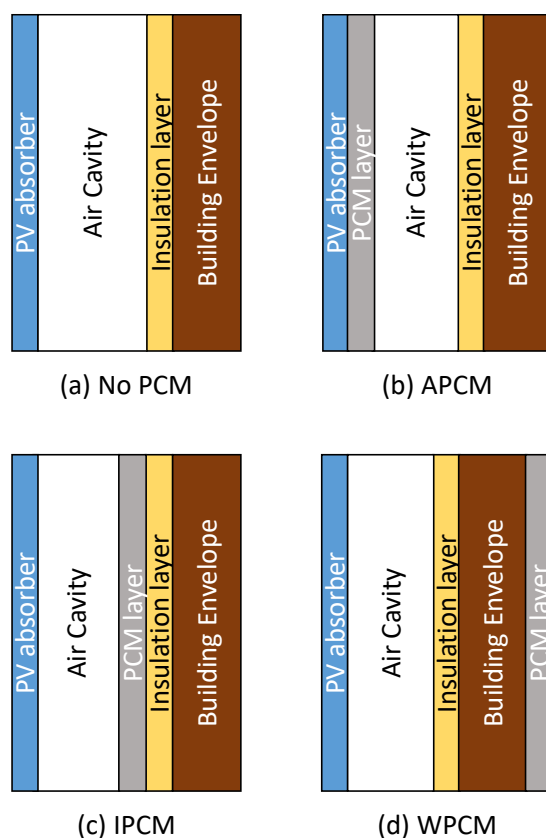 PV absorber
Air Cavity
Insulation layer
Building Envelope
(a) No PCM
PV absorber
PCM layer
Air Cavity
Insulation layer
Building Envelope
(b) APCM
PV absorber
Air Cavity
PCM layer
Insulation layer
Building Envelope
(c) IPCM
PV absorber
Air Cavity
Insulation layer
Building Envelope
PCM layer
(d) WPCM